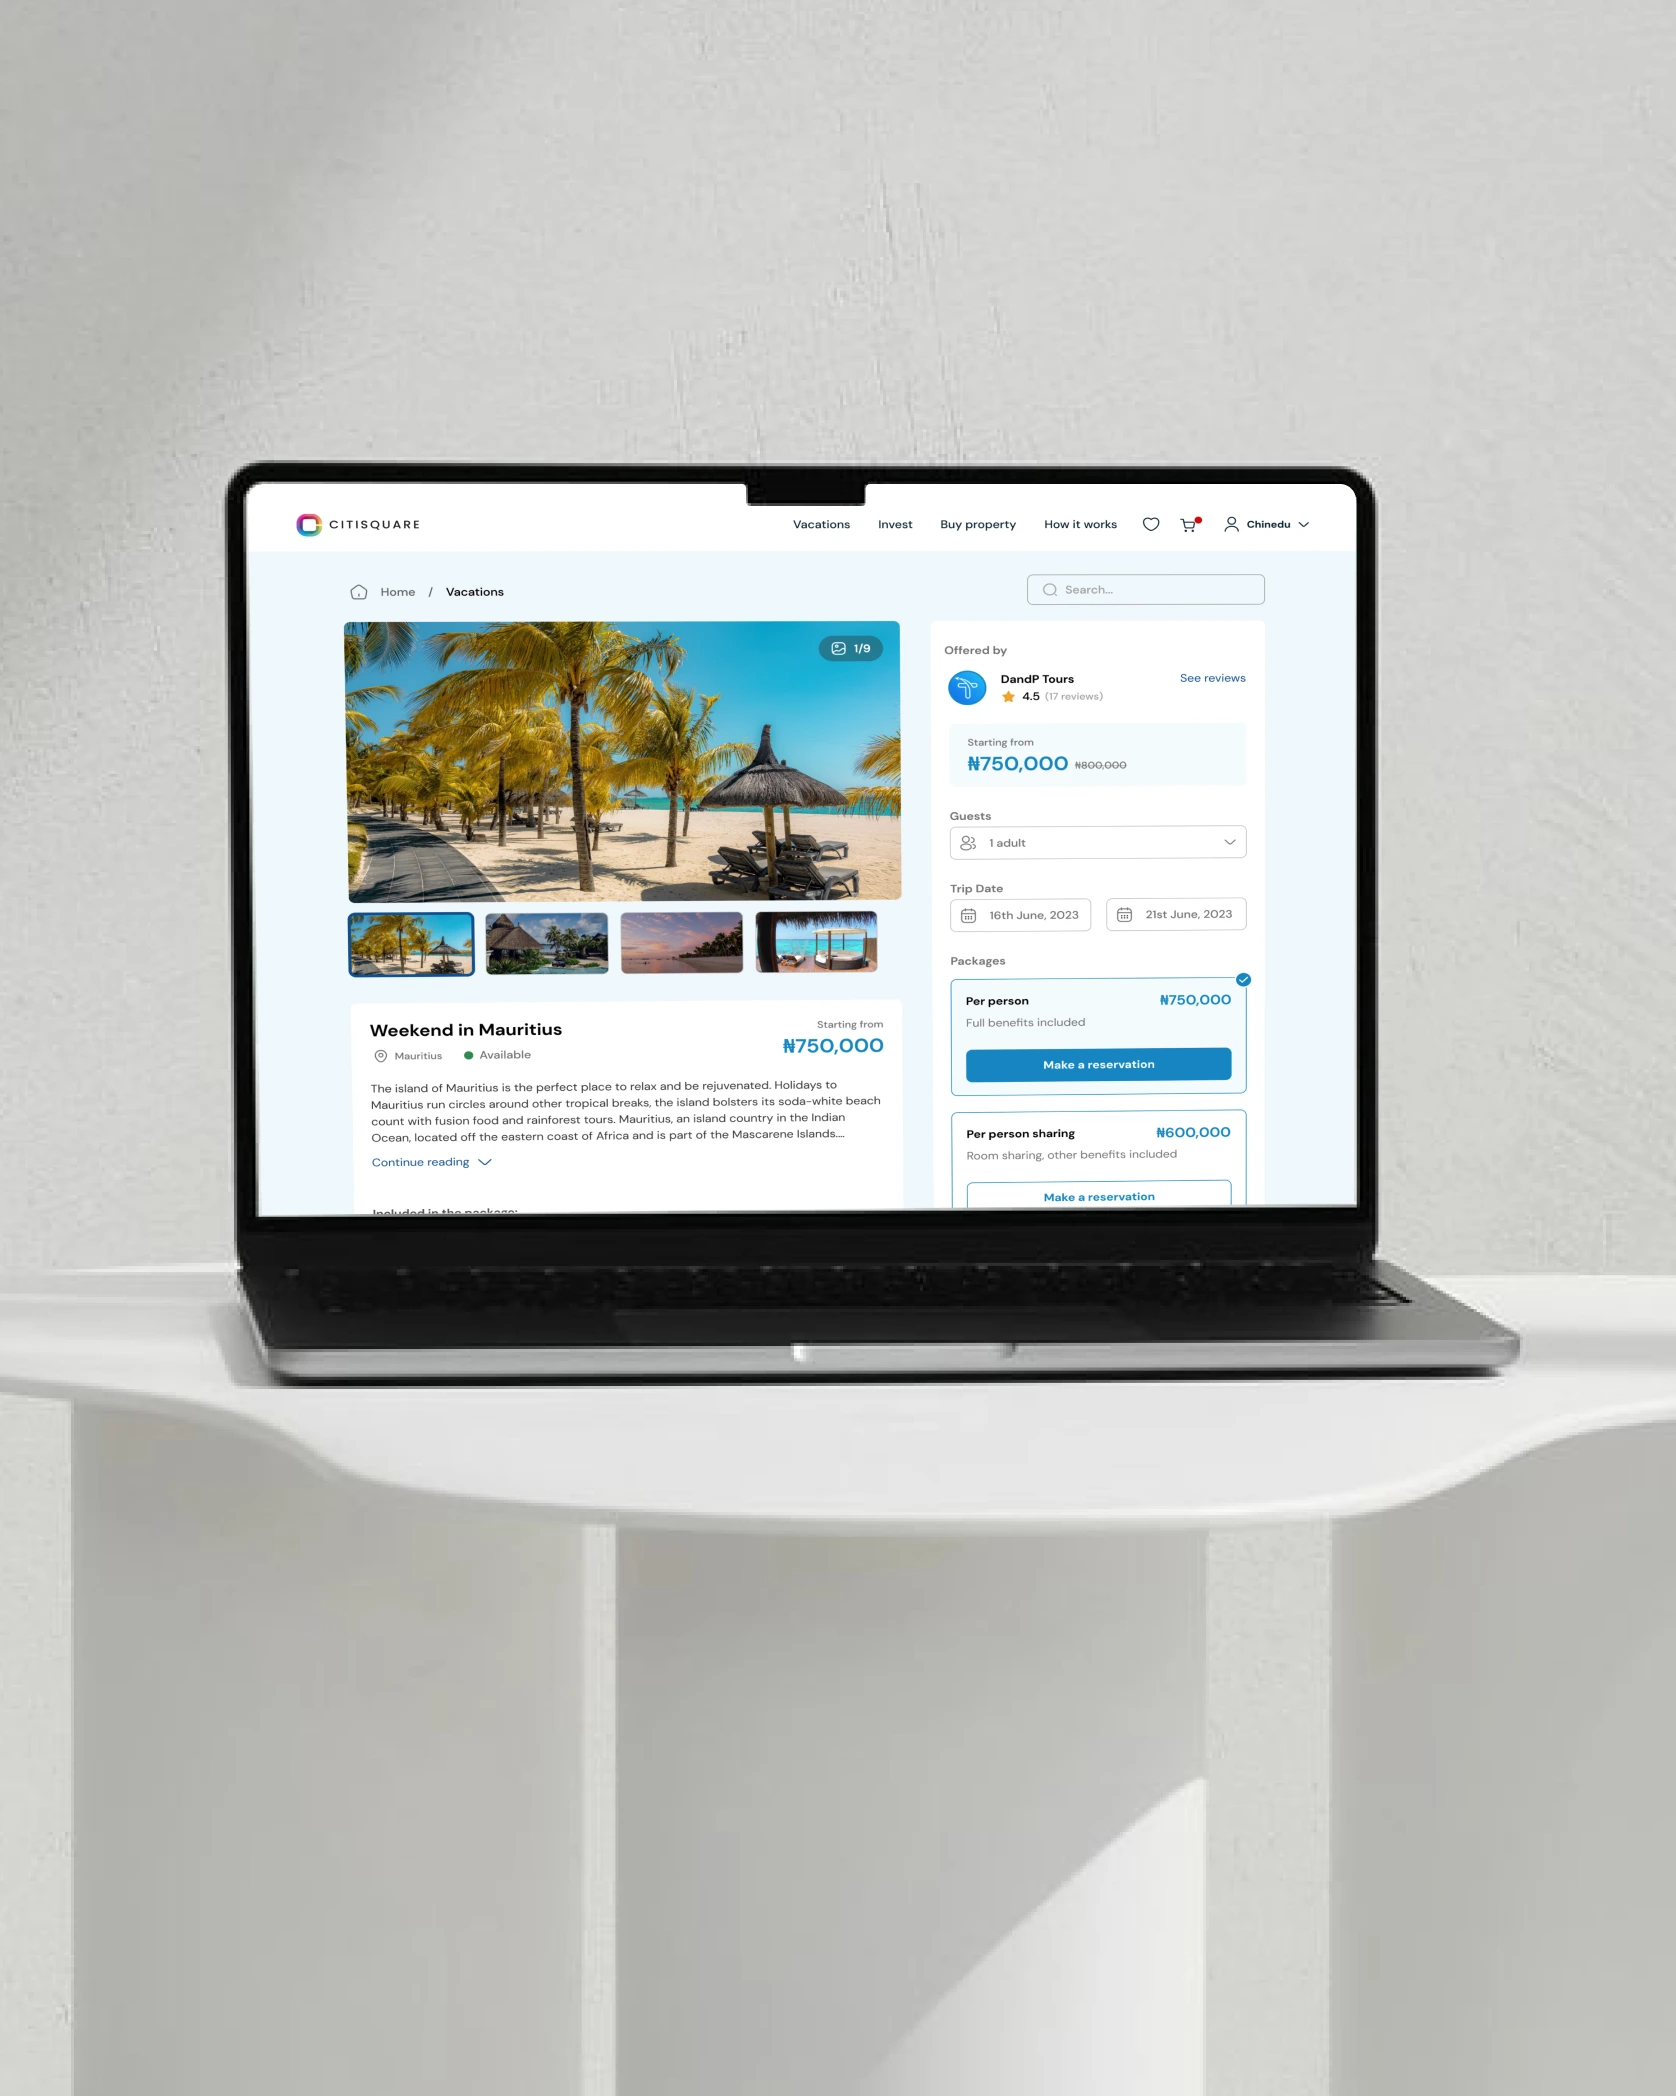 CITISQUARE
Vacations Invest Buy property How it works Chinedu
Home / Vacations
Search...
1/9
Weekend in Mauritius
Mauritius Available
Starting from
₦750,000
The island of Mauritius is the perfect place to relax and be rejuvenated. Holidays to
Mauritius run circles around other tropical breaks, the island bolsters its soda-white beach
count with fusion food and rainforest tours. Mauritius, an island country in the Indian
Ocean, located off the eastern coast of Africa and is part of the Mascarene Islands....
Continue reading
Included in the package:
Offered by
DandP Tours
See reviews
4.5 (17 reviews)
Starting from
₦750,000 ₦800,000
Guests
1 adult
Trip Date
16th June, 2023 21st June, 2023
Packages
Per person ₦750,000
Full benefits included
Make a reservation
Per person sharing ₦600,000
Room sharing, other benefits included
Make a reservation